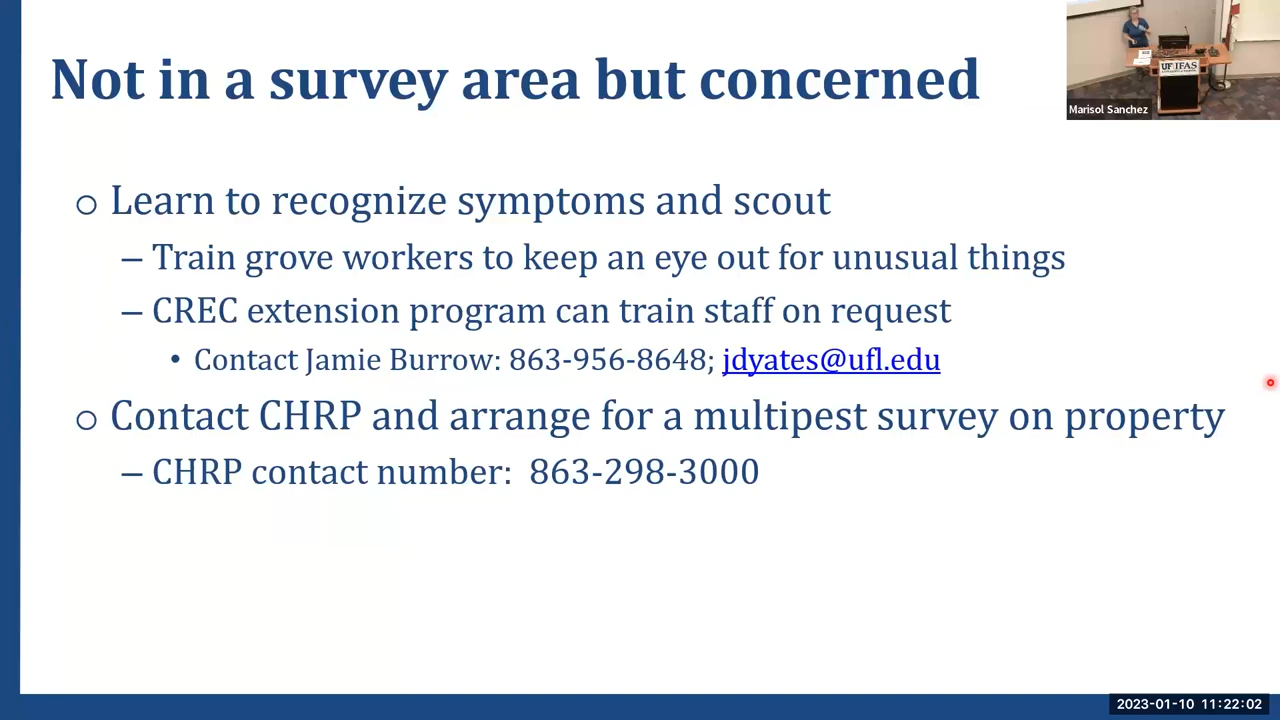 Not in a survey area but concerned
UF IFAS
Marisol Sanchez
o Learn to recognize symptoms and scout
– Train grove workers to keep an eye out for unusual things
– CREC extension program can train staff on request
• Contact Jamie Burrow: 863-956-8648; jdyates@ufl.edu
o Contact CHRP and arrange for a multipest survey on property
– CHRP contact number: 863-298-3000
2023-01-10 11:22:02